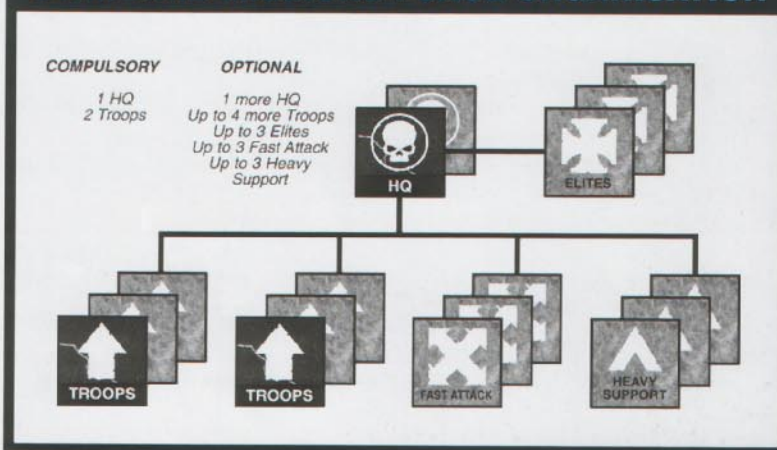 COMPULSORY
1 HQ
2 Troops
OPTIONAL
1 more HQ
Up to 4 more Troops
Up to 3 Elites
Up to 3 Fast Attack
Up to 3 Heavy
Support
HQ
ELITES
TROOPS
TROOPS
FAST ATTACK
HEAVY
SUPPORT